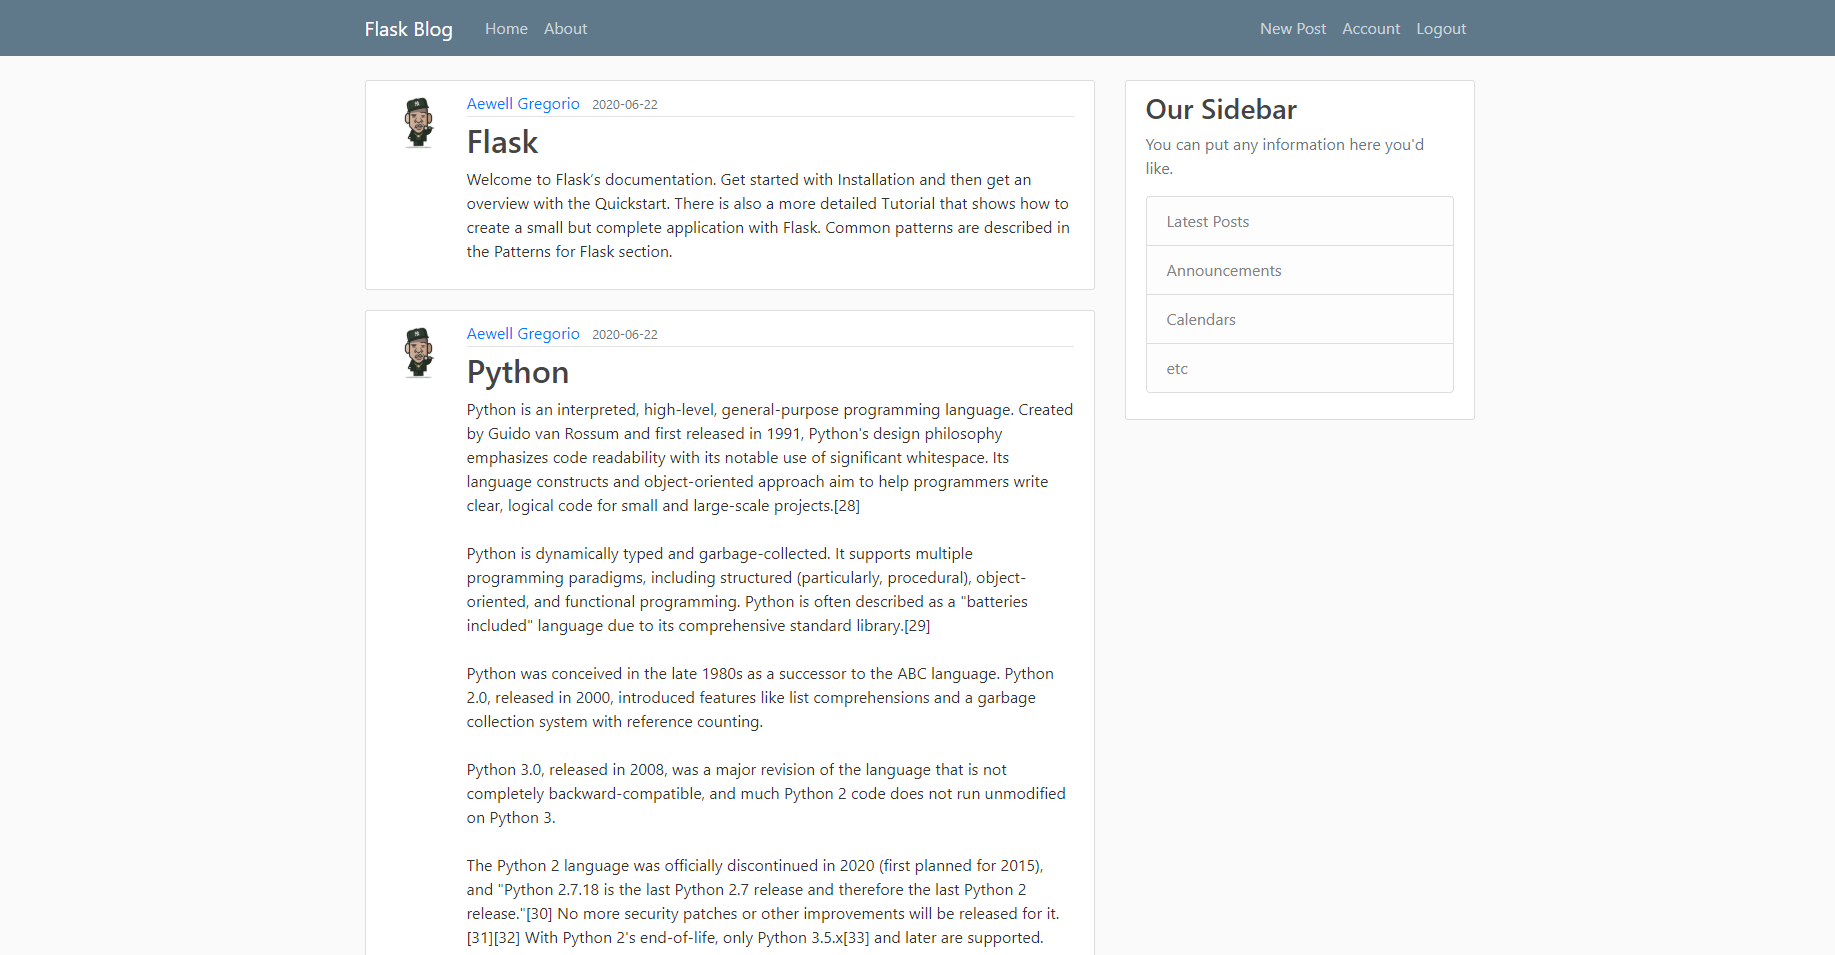 Flask Blog Home About New Post Account Logout
Aewell Gregorio 2020-06-22
Flask
Welcome to Flask’s documentation. Get started with Installation and then get an
overview with the Quickstart. There is also a more detailed Tutorial that shows how to
create a small but complete application with Flask. Common patterns are described in
the Patterns for Flask section.
Aewell Gregorio 2020-06-22
Python
Python is an interpreted, high-level, general-purpose programming language. Created
by Guido van Rossum and first released in 1991, Python's design philosophy
emphasizes code readability with its notable use of significant whitespace. Its
language constructs and object-oriented approach aim to help programmers write
clear, logical code for small and large-scale projects.[28]
Python is dynamically typed and garbage-collected. It supports multiple
programming paradigms, including structured (particularly, procedural), object-
oriented, and functional programming. Python is often described as a "batteries
included" language due to its comprehensive standard library.[29]
Python was conceived in the late 1980s as a successor to the ABC language. Python
2.0, released in 2000, introduced features like list comprehensions and a garbage
collection system with reference counting.
Python 3.0, released in 2008, was a major revision of the language that is not
completely backward-compatible, and much Python 2 code does not run unmodified
on Python 3.
The Python 2 language was officially discontinued in 2020 (first planned for 2015),
and "Python 2.7.18 is the last Python 2.7 release and therefore the last Python 2
release."[30] No more security patches or other improvements will be released for it.
[31][32] With Python 2's end-of-life, only Python 3.5.x[33] and later are supported.
Our Sidebar
You can put any information here you'd
like.
Latest Posts
Announcements
Calendars
etc